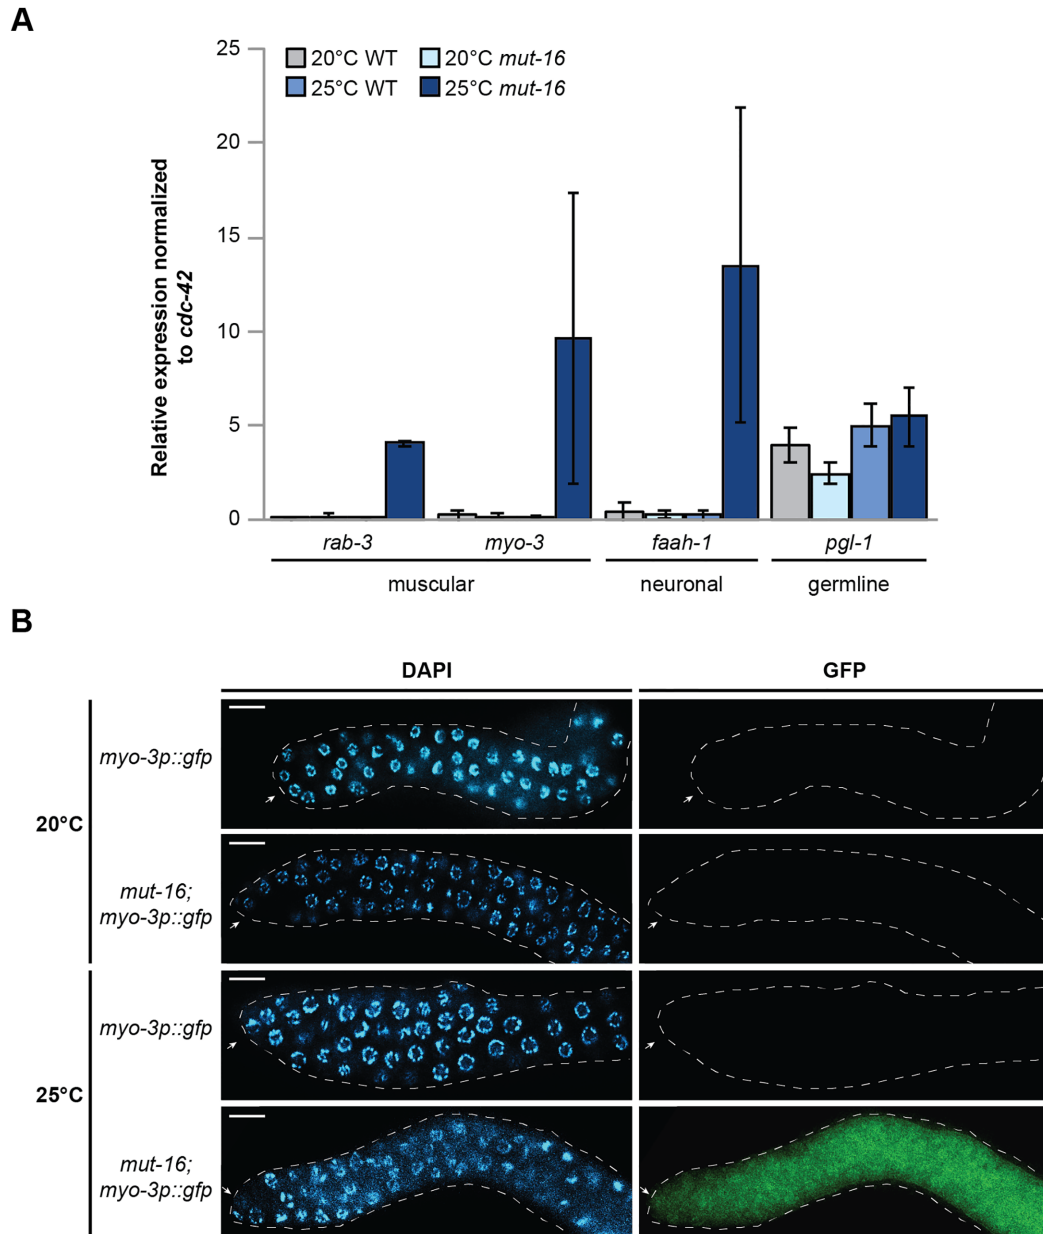 A
25
20
15
10
5
0
Relative expression normalized
to cdc-42
20°C WT
20°C mut-16
25°C WT
25°C mut-16
rab-3
myo-3
faah-1
pgl-1
muscular
neuronal
germline
B
DAPI
GFP
20°C
myo-3p::gfp
mut-16;
myo-3p::gfp
25°C
myo-3p::gfp
mut-16;
myo-3p::gfp